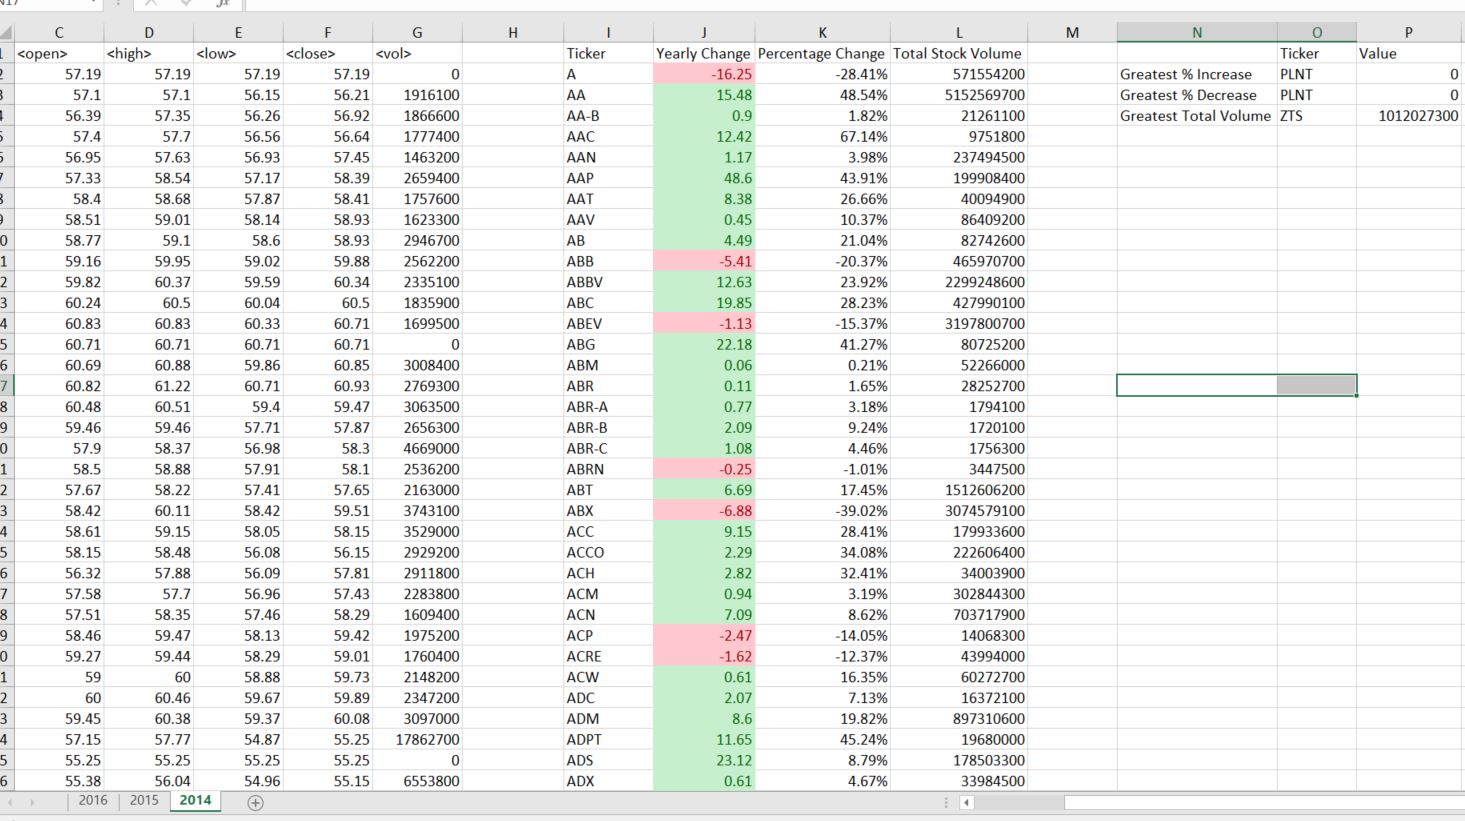 N17
C D E F G H I J K L M N O P
1 <open> <high> <low> <close> <vol> Ticker Yearly Change Percentage Change Total Stock Volume Ticker Value
2 57.19 57.19 57.19 57.19 0 A -16.25 -28.41% 571554200 Greatest % Increase PLNT 0
3 57.1 57.1 56.15 56.21 1916100 AA 15.48 48.54% 5152569700 Greatest % Decrease PLNT 0
4 56.39 57.35 56.26 56.92 1866600 AA-B 0.9 1.82% 21261100 Greatest Total Volume ZTS 1012027300
5 57.4 57.7 56.56 56.64 1777400 AAC 12.42 67.14% 9751800
6 56.95 57.63 56.93 57.45 1463200 AAN 1.17 3.98% 237494500
7 57.33 58.54 57.17 58.39 2659400 AAP 48.6 43.91% 199908400
8 58.4 58.68 57.87 58.41 1757600 AAT 8.38 26.66% 40094900
9 58.51 59.01 58.14 58.93 1623300 AAV 0.45 10.37% 86409200
0 58.77 59.1 58.6 58.93 2946700 AB 4.49 21.04% 82742600
1 59.16 59.95 59.02 59.88 2562200 ABB -5.41 -20.37% 465970700
2 59.82 60.37 59.59 60.34 2335100 ABBV 12.63 23.92% 2299248600
3 60.24 60.5 60.04 60.5 1835900 ABC 19.85 28.23% 427990100
4 60.83 60.83 60.33 60.71 1699500 ABEV -1.13 -15.37% 3197800700
5 60.71 60.71 60.71 60.71 0 ABG 22.18 41.27% 80725200
6 60.69 60.88 59.86 60.85 3008400 ABM 0.06 0.21% 52266000
7 60.82 61.22 60.71 60.93 2769300 ABR 0.11 1.65% 28252700
8 60.48 60.51 59.4 59.47 3063500 ABR-A 0.77 3.18% 1794100
9 59.46 59.46 57.71 57.87 2656300 ABR-B 2.09 9.24% 1720100
0 57.9 58.37 56.98 58.3 4669000 ABR-C 1.08 4.46% 1756300
1 58.5 58.88 57.91 58.1 2536200 ABRN -0.25 -1.01% 3447500
2 57.67 58.22 57.41 57.65 2163000 ABT 6.69 17.45% 1512606200
3 58.42 60.11 58.42 59.51 3743100 ABX -6.88 -39.02% 3074579100
4 58.61 59.15 58.05 58.15 3529000 ACC 9.15 28.41% 179933600
5 58.15 58.48 56.08 56.15 2929200 ACCO 2.29 34.08% 222606400
6 56.32 57.88 56.09 57.81 2911800 ACH 2.82 32.41% 34003900
7 57.58 57.7 56.96 57.43 2283800 ACM 0.94 3.19% 302844300
8 57.51 58.35 57.46 58.29 1609400 ACN 7.09 8.62% 703717900
9 58.46 59.47 58.13 59.42 1975200 ACP -2.47 -14.05% 14068300
0 59.27 59.44 58.29 59.01 1760400 ACRE -1.62 -12.37% 43994000
1 59 60 58.88 59.73 2148200 ACW 0.61 16.35% 60272700
2 60 60.46 59.67 59.89 2347200 ADC 2.07 7.13% 16372100
3 59.45 60.38 59.37 60.08 3097000 ADM 8.6 19.82% 897310600
4 57.15 57.77 54.87 55.25 17862700 ADPT 11.65 45.24% 19680000
5 55.25 55.25 55.25 55.25 0 ADS 23.12 8.79% 178503300
6 55.38 56.04 54.96 55.15 6553800 ADX 0.61 4.67% 33984500
2016 2015 2014